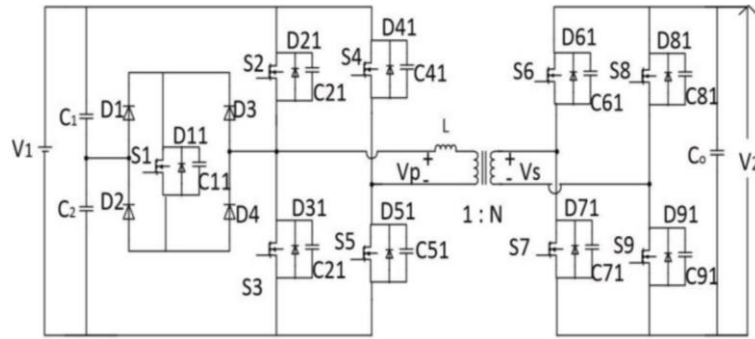 D21
D41
D61
D81
S2
S4
S6
S8
C21
C41
C61
C81
C1
D1
D3
D11
S1
C11
V1
L
Vp
+
-
+
-
Vs
Co
V2
C2
D2
D4
1 : N
D31
D51
D71
D91
S3
S5
S7
S9
C21
C51
C71
C91